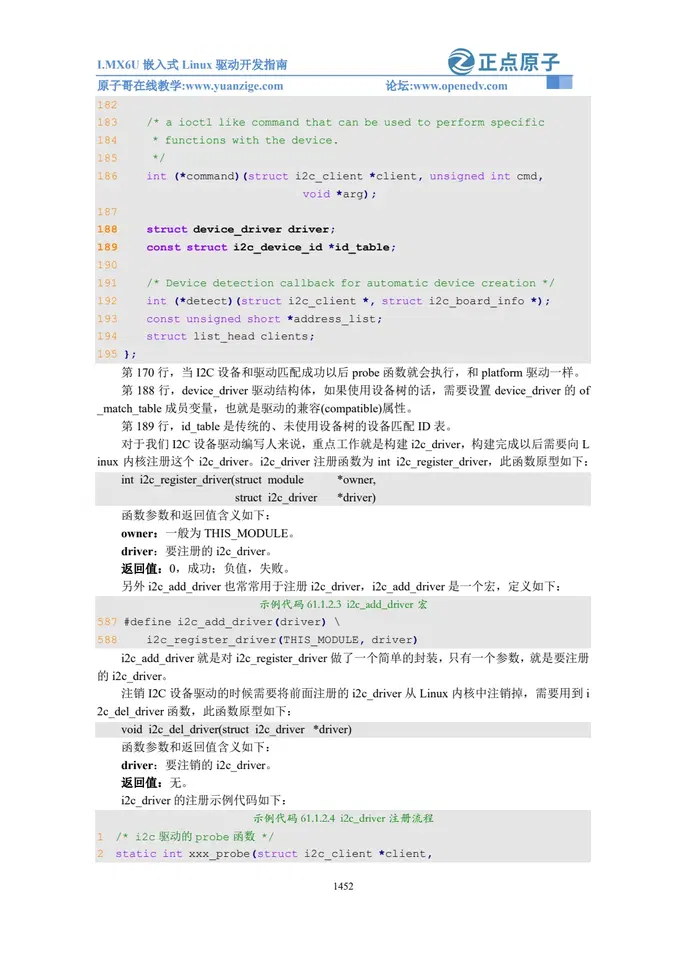 I.MX6U 嵌入式 Linux 驱动开发指南
正点原子
原子哥在线教学:www.yuanzige.com 论坛:www.openedv.com
182
183 /* a ioctl like command that can be used to perform specific
184 * functions with the device.
185 */
186 int (*command)(struct i2c_client *client, unsigned int cmd,
void *arg);
187
188 struct device_driver driver;
189 const struct i2c_device_id *id_table;
190
191 /* Device detection callback for automatic device creation */
192 int (*detect)(struct i2c_client *, struct i2c_board_info *);
193 const unsigned short *address_list;
194 struct list_head clients;
195 };
第 170 行，当 I2C 设备和驱动匹配成功以后 probe 函数就会执行，和 platform 驱动一样。
第 188 行，device_driver 驱动结构体，如果使用设备树的话，需要设置 device_driver 的 of
_match_table 成员变量，也就是驱动的兼容(compatible)属性。
第 189 行，id_table 是传统的、未使用设备树的设备匹配 ID 表。
对于我们 I2C 设备驱动编写人来说，重点工作就是构建 i2c_driver，构建完成以后需要向 L
inux 内核注册这个 i2c_driver。i2c_driver 注册函数为 int i2c_register_driver，此函数原型如下：
int i2c_register_driver(struct module *owner,
struct i2c_driver *driver)
函数参数和返回值含义如下：
owner：一般为 THIS_MODULE。
driver：要注册的 i2c_driver。
返回值：0，成功；负值，失败。
另外 i2c_add_driver 也常常用于注册 i2c_driver，i2c_add_driver 是一个宏，定义如下：
示例代码 61.1.2.3 i2c_add_driver 宏
587 #define i2c_add_driver(driver) \
588 i2c_register_driver(THIS_MODULE, driver)
i2c_add_driver 就是对 i2c_register_driver 做了一个简单的封装，只有一个参数，就是要注册
的 i2c_driver。
注销 I2C 设备驱动的时候需要将前面注册的 i2c_driver 从 Linux 内核中注销掉，需要用到 i
2c_del_driver 函数，此函数原型如下：
void i2c_del_driver(struct i2c_driver *driver)
函数参数和返回值含义如下：
driver：要注销的 i2c_driver。
返回值：无。
i2c_driver 的注册示例代码如下：
示例代码 61.1.2.4 i2c_driver 注册流程
1 /* i2c 驱动的 probe 函数 */
2 static int xxx_probe(struct i2c_client *client,
1452